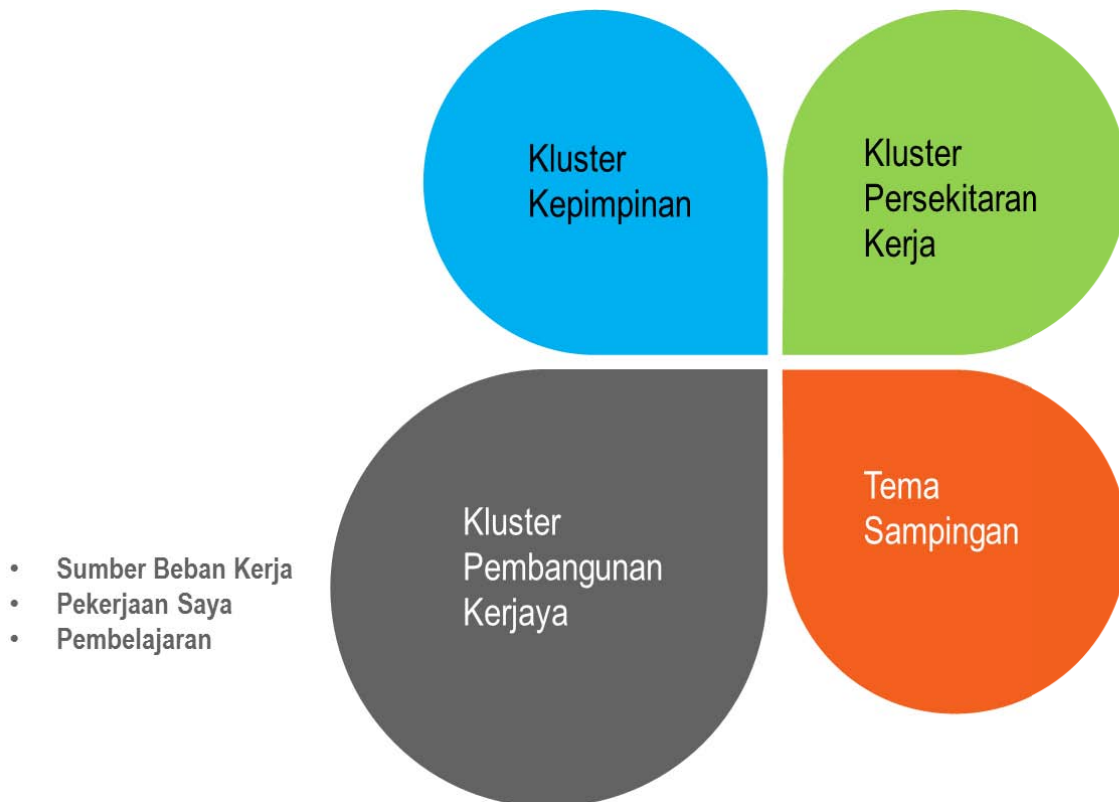 Kluster
Kepimpinan
Kluster
Persekitaran
Kerja
Kluster
Pembangunan
Kerjaya
Tema
Sampingan
• Sumber Beban Kerja
• Pekerjaan Saya
• Pembelajaran